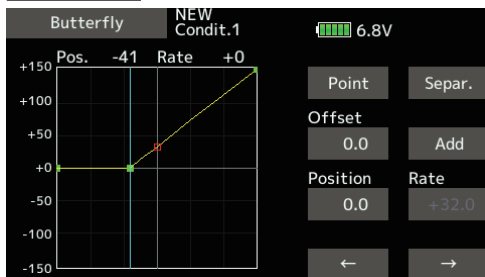 Butterfly
NEW
Condit.1
6.8V
Pos. -41 Rate +0
+150
+100
+50
+0
-50
-100
-150
Point
Separ.
Offset
0.0
Add
Position
Rate
0.0
+32.0
← →